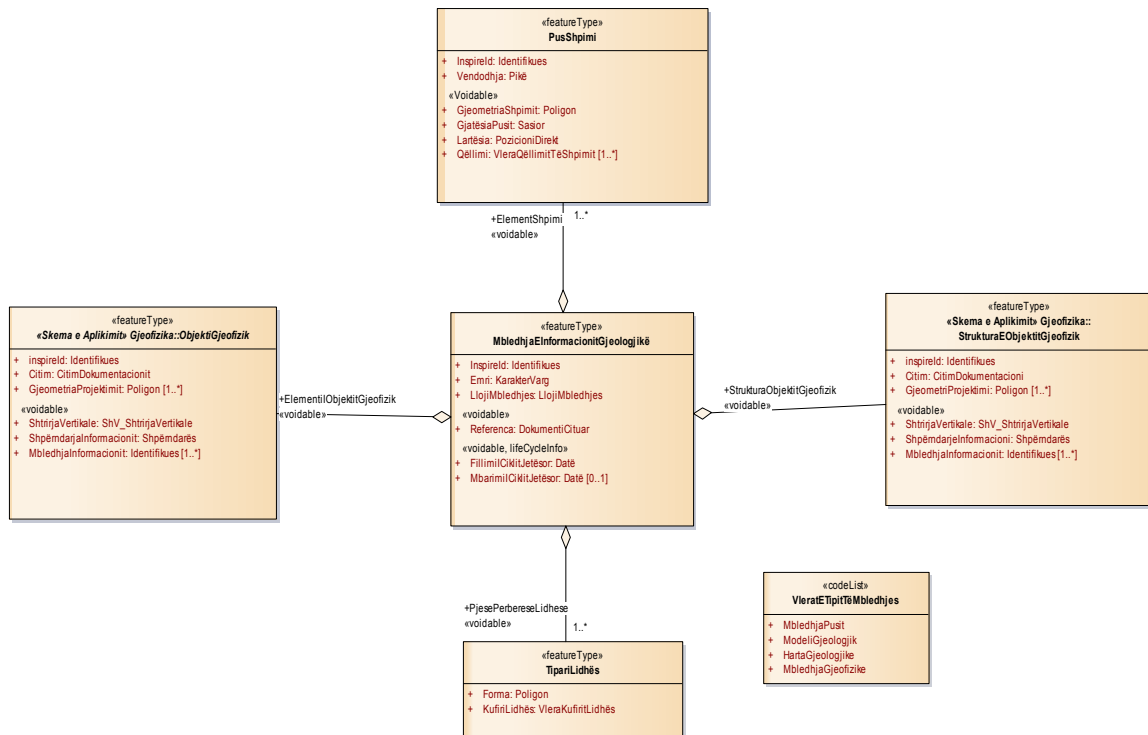 «featureType»
PusShpimi
+ InspireId: Identifikues
+ Vendodhja: Pikë
«Voidable»
+ GjeometriaShpimit: Poligon
+ GjatësiaPusit: Sasior
+ Lartësia: PozicioniDirekt
+ Qëllimi: VleraQëllimitTëShpimit [1..*]
+ElementShpimi
«voidable»
1..*
«featureType»
«Skema e Aplikimit» Gjeofizika::ObjektiGjeofizik
+ inspireId: Identifikues
+ Citim: CitimDokumentacionit
+ GjeometriaProjektimit: Poligon [1..*]
«voidable»
+ ShtrirjaVertikale: ShV_ShtrirjaVertikale
+ ShpërndarjaInformacionit: Shpërndarës
+ MbledhjaInformacionit: Identifikues [1..*]
+ElementiIObjektitGjeofizik
«voidable»
«featureType»
MbledhjaEInformacionitGjeologjikë
+ InspireId: Identifikues
+ Emri: KarakterVarg
+ LlojiMbledhjes: LlojiMbledhjes
«voidable»
+ Referenca: DokumentiCituar
«voidable, lifeCycleInfo»
+ FillimiICiklitJetësor: Datë
+ MbarimiICiklitJetësor: Datë [0..1]
+StrukturaObjektitGjeofizik
«voidable»
«featureType»
«Skema e Aplikimit» Gjeofizika::
StrukturaEObjektitGjeofizik
+ inspireId: Identifikues
+ Citim: CitimDokumentacioni
+ GjeometriProjektimi: Poligon [1..*]
«voidable»
+ ShtrirjaVertikale: ShV_ShtrirjaVertikale
+ ShpërndarjaInformacioni: Shpërndarës
+ MbledhjaInformacionit: Identifikues [1..*]
+PjesePerbereseLidhese
«voidable»
1..*
«featureType»
TipariLidhës
+ Forma: Poligon
+ KufiriLidhës: VleraKufiritLidhës
«codeList»
VleratETipitTëMbledhjes
+ MbledhjaPusit
+ ModeliGjeologjik
+ HartaGjeologjike
+ MbledhjaGjeofizike